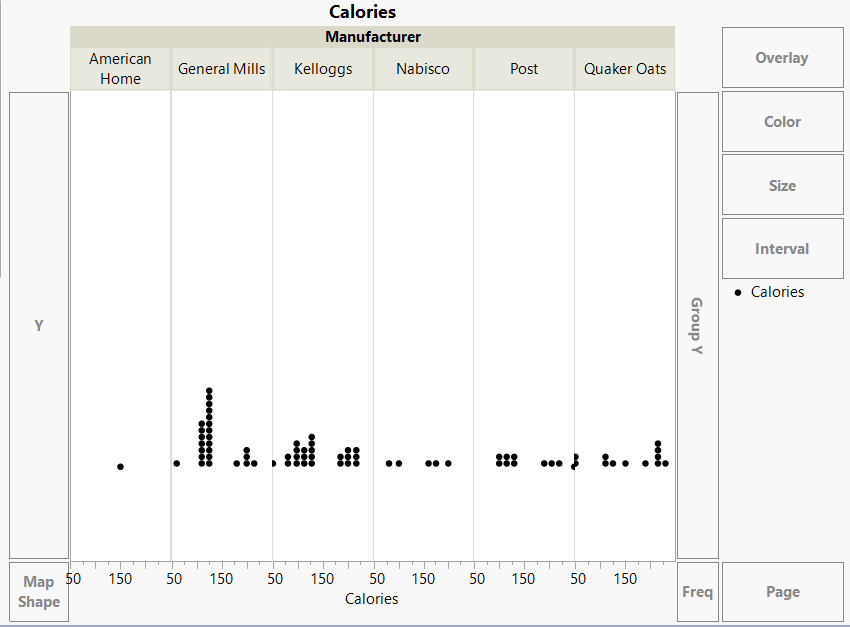 Calories
Manufacturer
American
Home
General Mills
Kelloggs
Nabisco
Post
Quaker Oats
Overlay
Color
Size
Interval
Calories
Y
Group Y
Map
Shape
50 150 50 150 50 150 50 150 50 150 50 150
Calories
Freq
Page